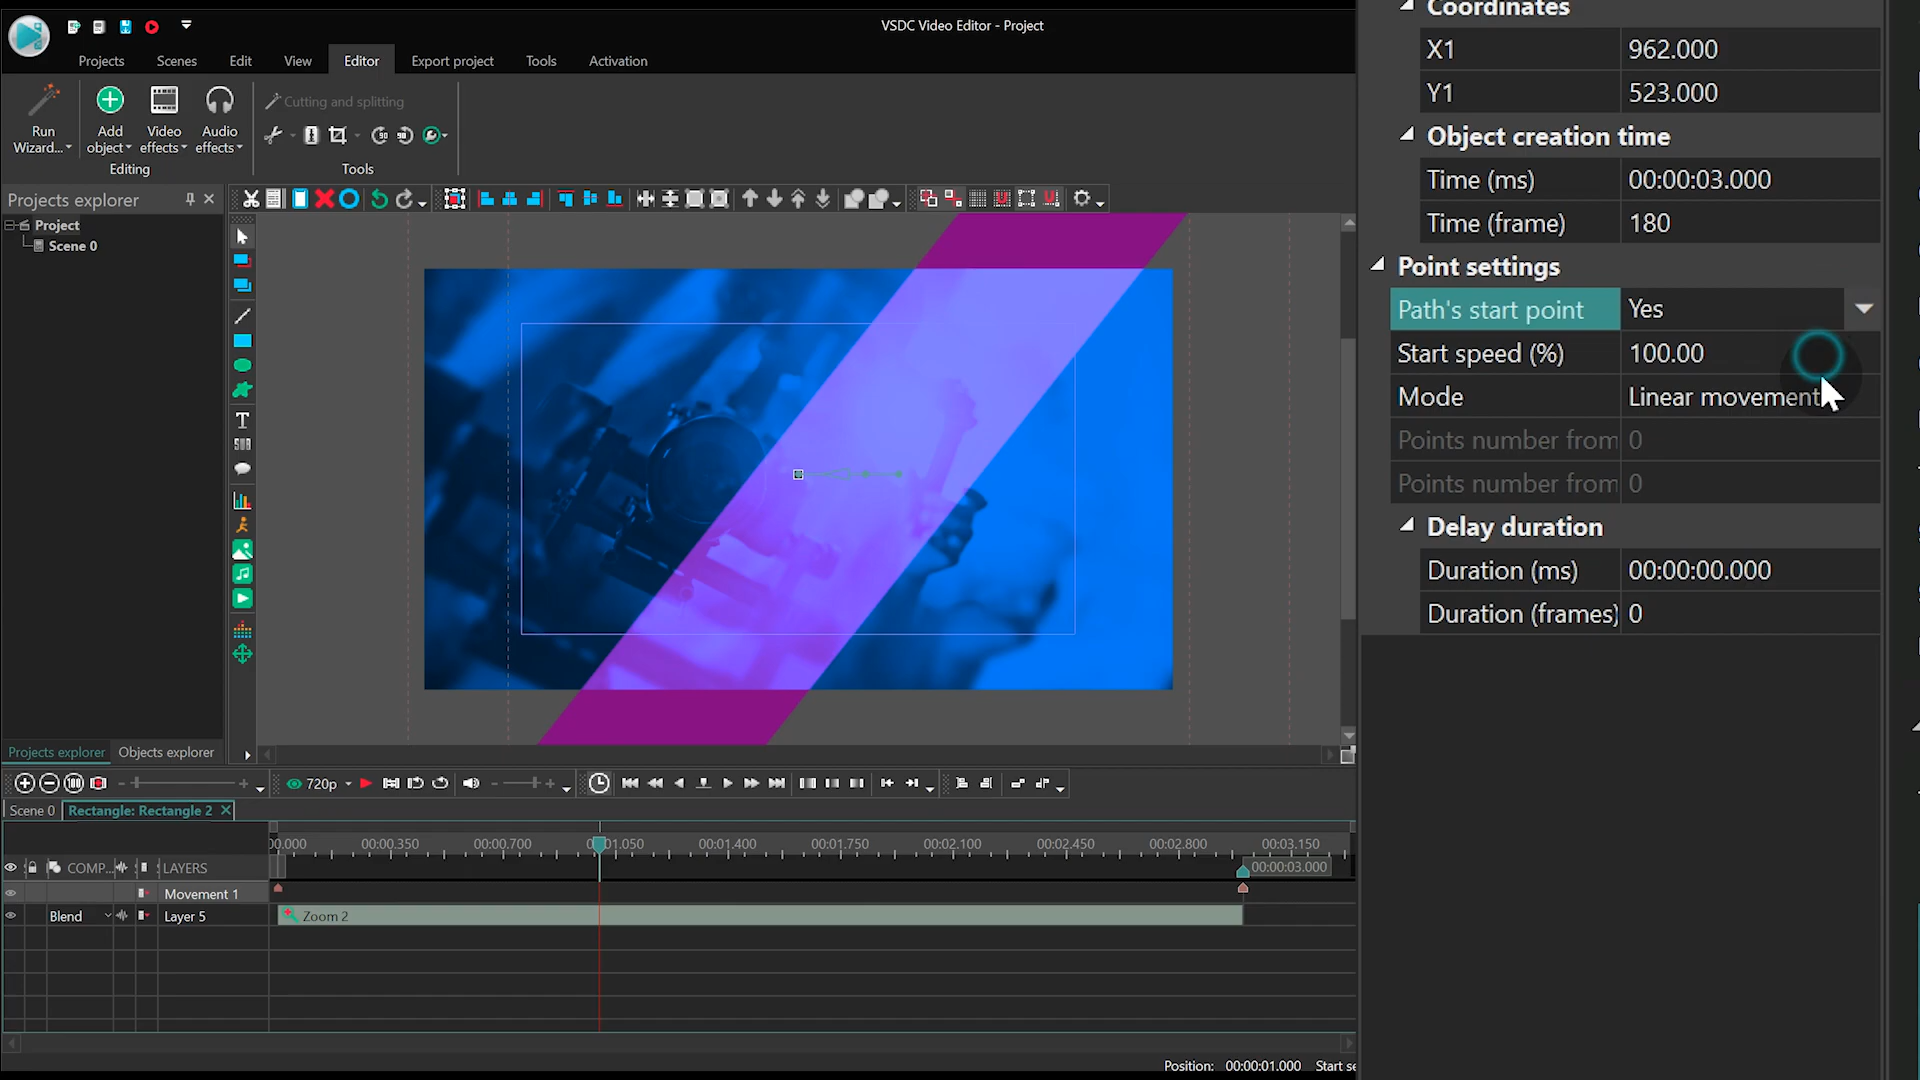 VSDC Video Editor - Project
Projects Scenes Edit View Editor Export project Tools Activation
Run Wizard...
Add object
Video effects
Audio effects
Editing
Cutting and splitting
Tools
Projects explorer
Project
Scene 0
Projects explorer Objects explorer
720p
Scene 0 Rectangle: Rectangle 2
00:00.350 00:00.700 00:01.400 00:01.750 00:02.100 00:02.450 00:02.800 00:03.150
00:00:03.000
COMP... LAYERS
Movement 1
Blend Layer 5 Zoom 2
Position: 00:00:01.000 Start se
Coordinates
X1 962.000
Y1 523.000
Object creation time
Time (ms) 00:00:03.000
Time (frame) 180
Point settings
Path's start point Yes
Start speed (%) 100.00
Mode Linear movement
Points number from 0
Points number from 0
Delay duration
Duration (ms) 00:00:00.000
Duration (frames) 0